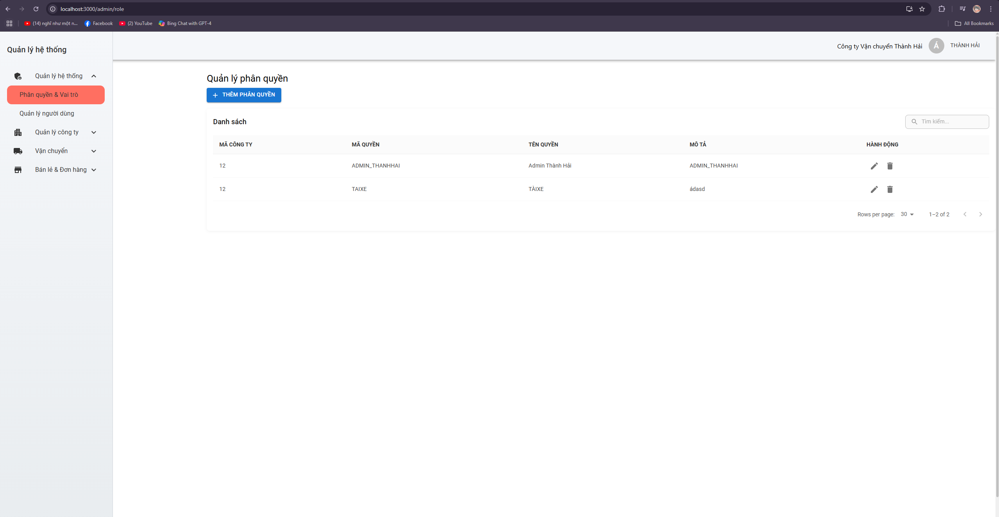 localhost:3000/admin/role
(14) nghĩ như một n...
Facebook
(2) YouTube
Bing Chat with GPT-4
All Bookmarks
Quản lý hệ thống
Công ty Vận chuyển Thành Hải
Á
THÀNH HẢI
Quản lý hệ thống
Phân quyền & Vai trò
Quản lý người dùng
Quản lý công ty
Vận chuyển
Bán lẻ & Đơn hàng
Quản lý phân quyền
THÊM PHÂN QUYỀN
Danh sách
Tìm kiếm...
MÃ CÔNG TY MÃ QUYỀN TÊN QUYỀN MÔ TẢ HÀNH ĐỘNG
12 ADMIN_THANHHAI Admin Thành Hải ADMIN_THANHHAI
12 TAIXE TÀIXE ádasd
Rows per page: 30 1–2 of 2